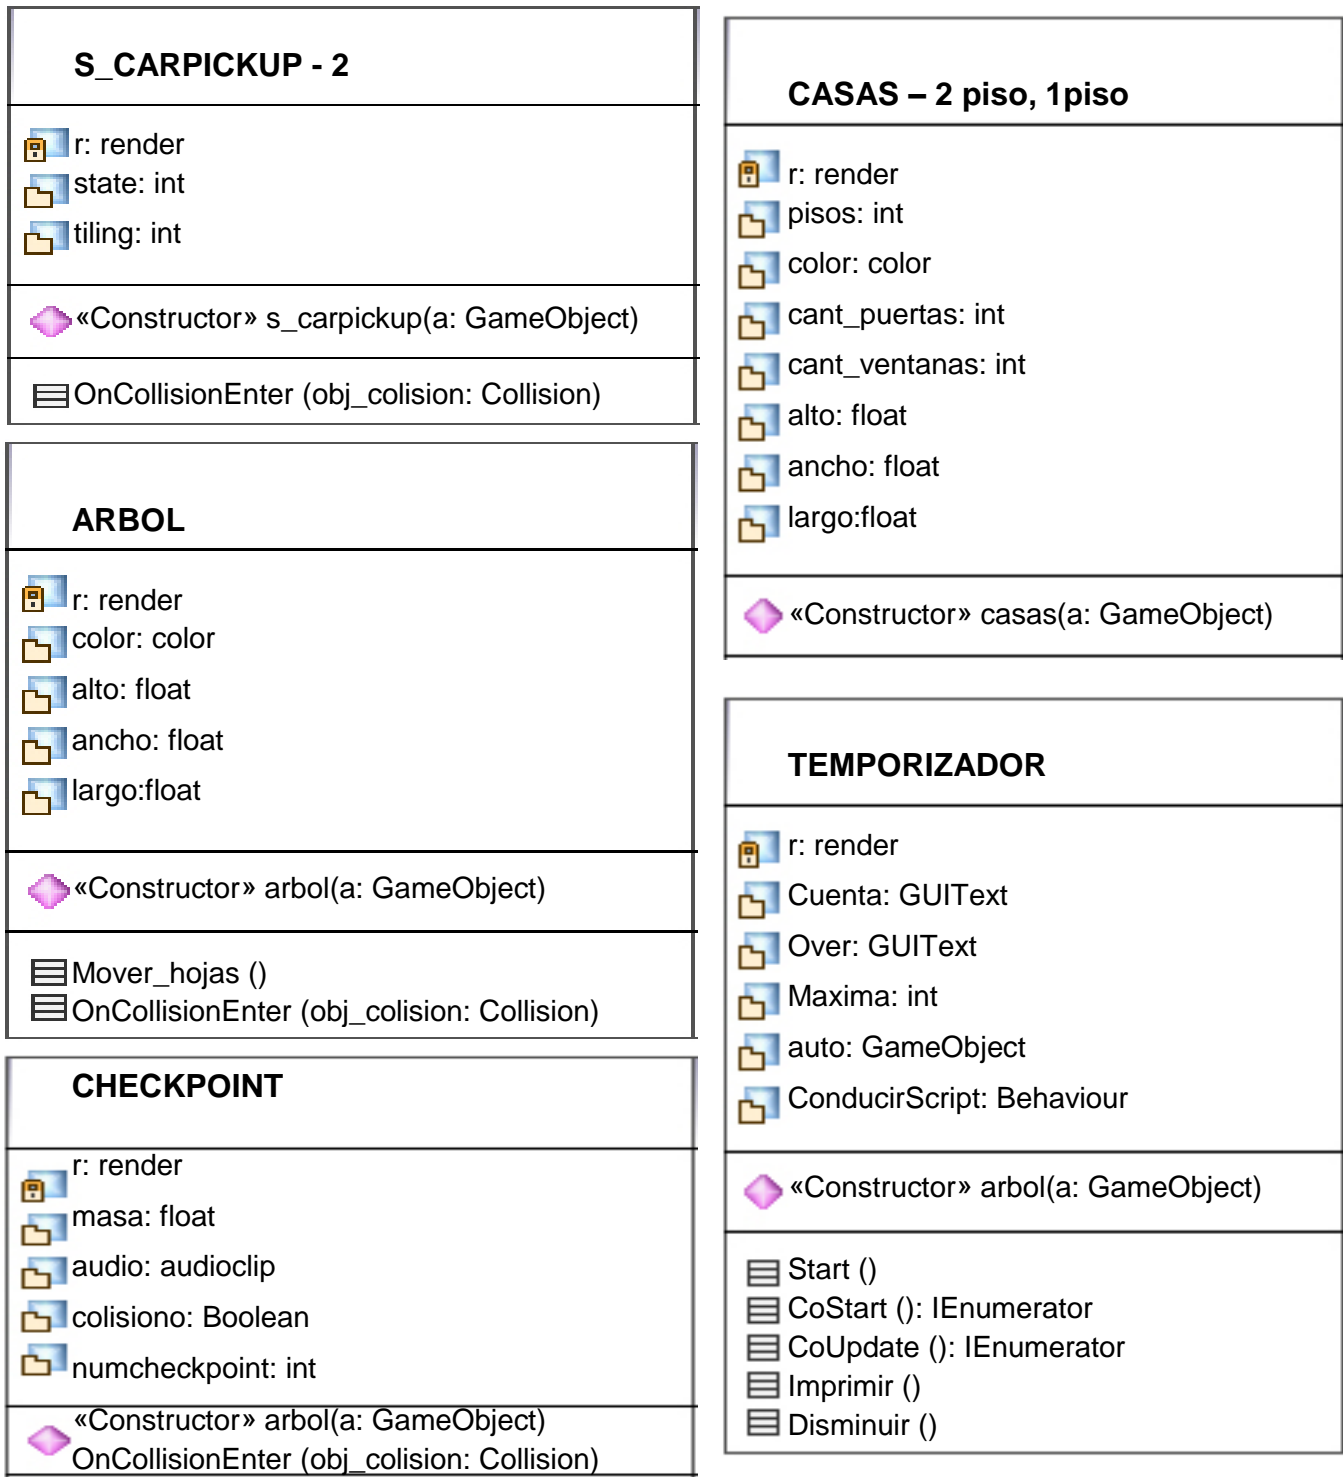 S_CARPICKUP - 2
r: render
state: int
tiling: int
«Constructor» s_carpickup(a: GameObject)
OnCollisionEnter (obj_colision: Collision)
ARBOL
r: render
color: color
alto: float
ancho: float
largo:float
«Constructor» arbol(a: GameObject)
Mover_hojas ()
OnCollisionEnter (obj_colision: Collision)
CHECKPOINT
r: render
masa: float
audio: audioclip
colisiono: Boolean
numcheckpoint: int
«Constructor» arbol(a: GameObject)
OnCollisionEnter (obj_colision: Collision)
CASAS – 2 piso, 1piso
r: render
pisos: int
color: color
cant_puertas: int
cant_ventanas: int
alto: float
ancho: float
largo:float
«Constructor» casas(a: GameObject)
TEMPORIZADOR
r: render
Cuenta: GUIText
Over: GUIText
Maxima: int
auto: GameObject
ConducirScript: Behaviour
«Constructor» arbol(a: GameObject)
Start ()
CoStart (): IEnumerator
CoUpdate (): IEnumerator
Imprimir ()
Disminuir ()